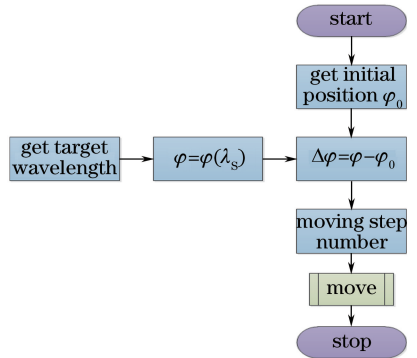 start
get initial
position φ₀
get target
wavelength
φ=φ(λₛ)
Δφ=φ−φ₀
moving step
number
move
stop